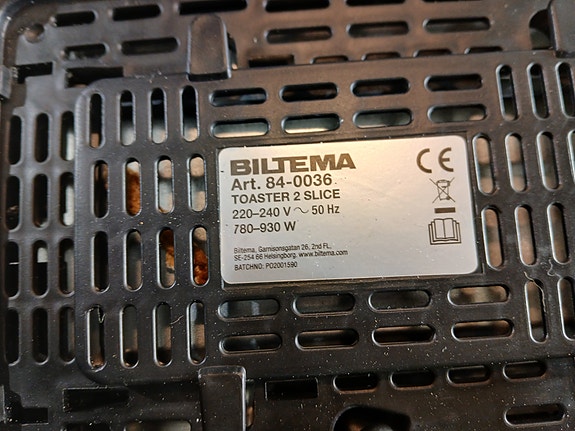 BILTEMA
Art. 84-0036
TOASTER 2 SLICE
220–240 V ~ 50 Hz
780–930 W
Biltema, Garnisonsgatan 26, 2nd FL,
SE-254 66 Helsingborg. www.biltema.com
BATCHNO: PO2001590
CE